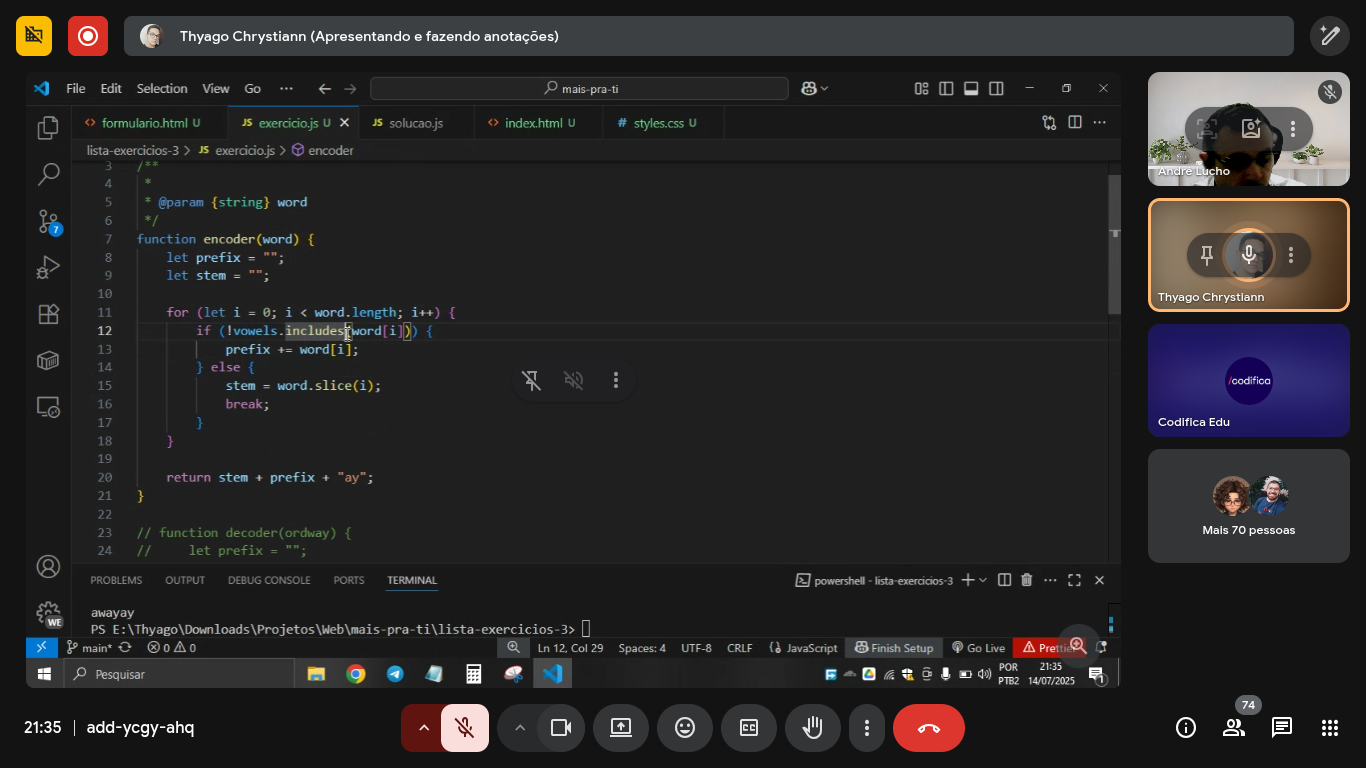 Thyago Chrystiann (Apresentando e fazendo anotações)
File Edit Selection View Go ··· mais-pra-ti
formulario.html U JS exercicio.js U JS solucao.js index.html U # styles.css U
lista-exercicios-3 > JS exercicio.js > encoder
3 /**
4 *
5 * @param {string} word
6 */
7 function encoder(word) {
8 let prefix = "";
9 let stem = "";
10
11 for (let i = 0; i < word.length; i++) {
12 if (!vowels.includes(word[i])) {
13 prefix += word[i];
14 } else {
15 stem = word.slice(i);
16 break;
17 }
18 }
19
20 return stem + prefix + "ay";
21 }
22
23 // function decoder(ordway) {
24 // let prefix = "";
7
WE
PROBLEMS OUTPUT DEBUG CONSOLE PORTS TERMINAL powershell - lista-exercicios-3
awayay
PS E:\Thyago\Downloads\Projetos\Web\mais-pra-ti\lista-exercicios-3>
main* 0 0 Ln 12, Col 29 Spaces: 4 UTF-8 CRLF JavaScript Finish Setup Go Live
Pesquisar POR PTB2 21:35 14/07/2025 1
Andre Lucho
Thyago Chrystiann
/codifica
Codifica Edu
Mais 70 pessoas
21:35 | add-ycgy-ahq
74